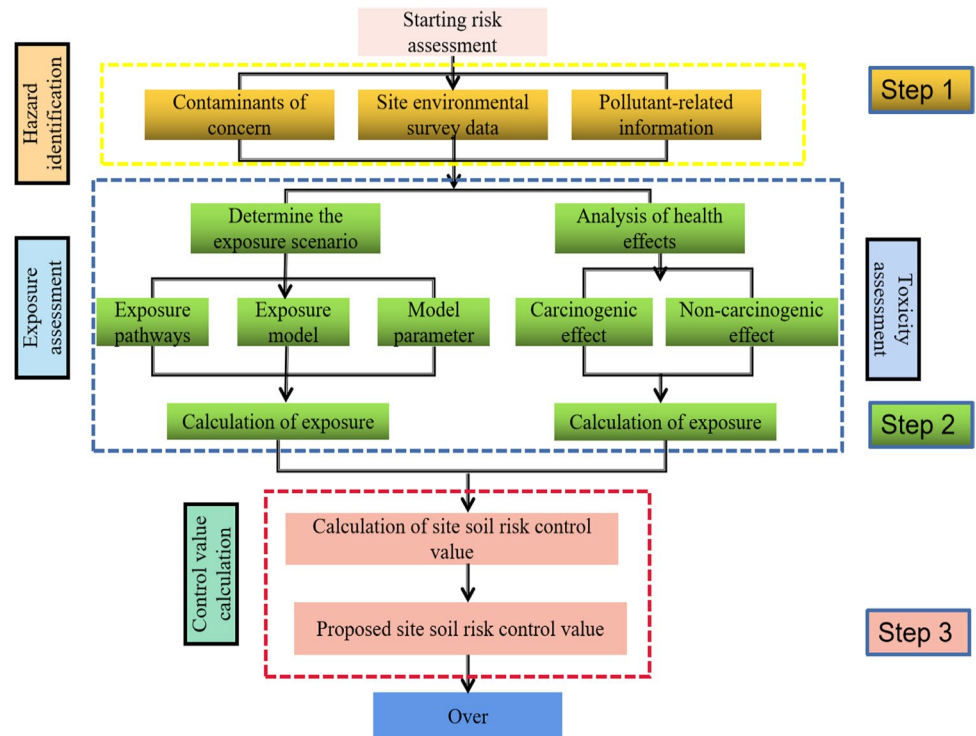 Starting risk
assessment
Hazard
identification
Contaminants of
concern
Site environmental
survey data
Pollutant-related
information
Step 1
Determine the
exposure scenario
Analysis of health
effects
Exposure
assessment
Toxicity
assessment
Exposure
pathways
Exposure
model
Model
parameter
Carcinogenic
effect
Non-carcinogenic
effect
Calculation of exposure
Calculation of exposure
Step 2
Control value
calculation
Calculation of site soil risk control
value
Proposed site soil risk control value
Step 3
Over